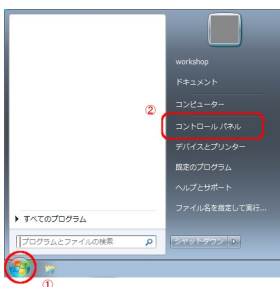 workshop
ドキュメント
コンピューター
②
コントロール パネル
デバイスとプリンター
既定のプログラム
ヘルプとサポート
ファイル名を指定して実行...
すべてのプログラム
プログラムとファイルの検索
シャットダウン
①